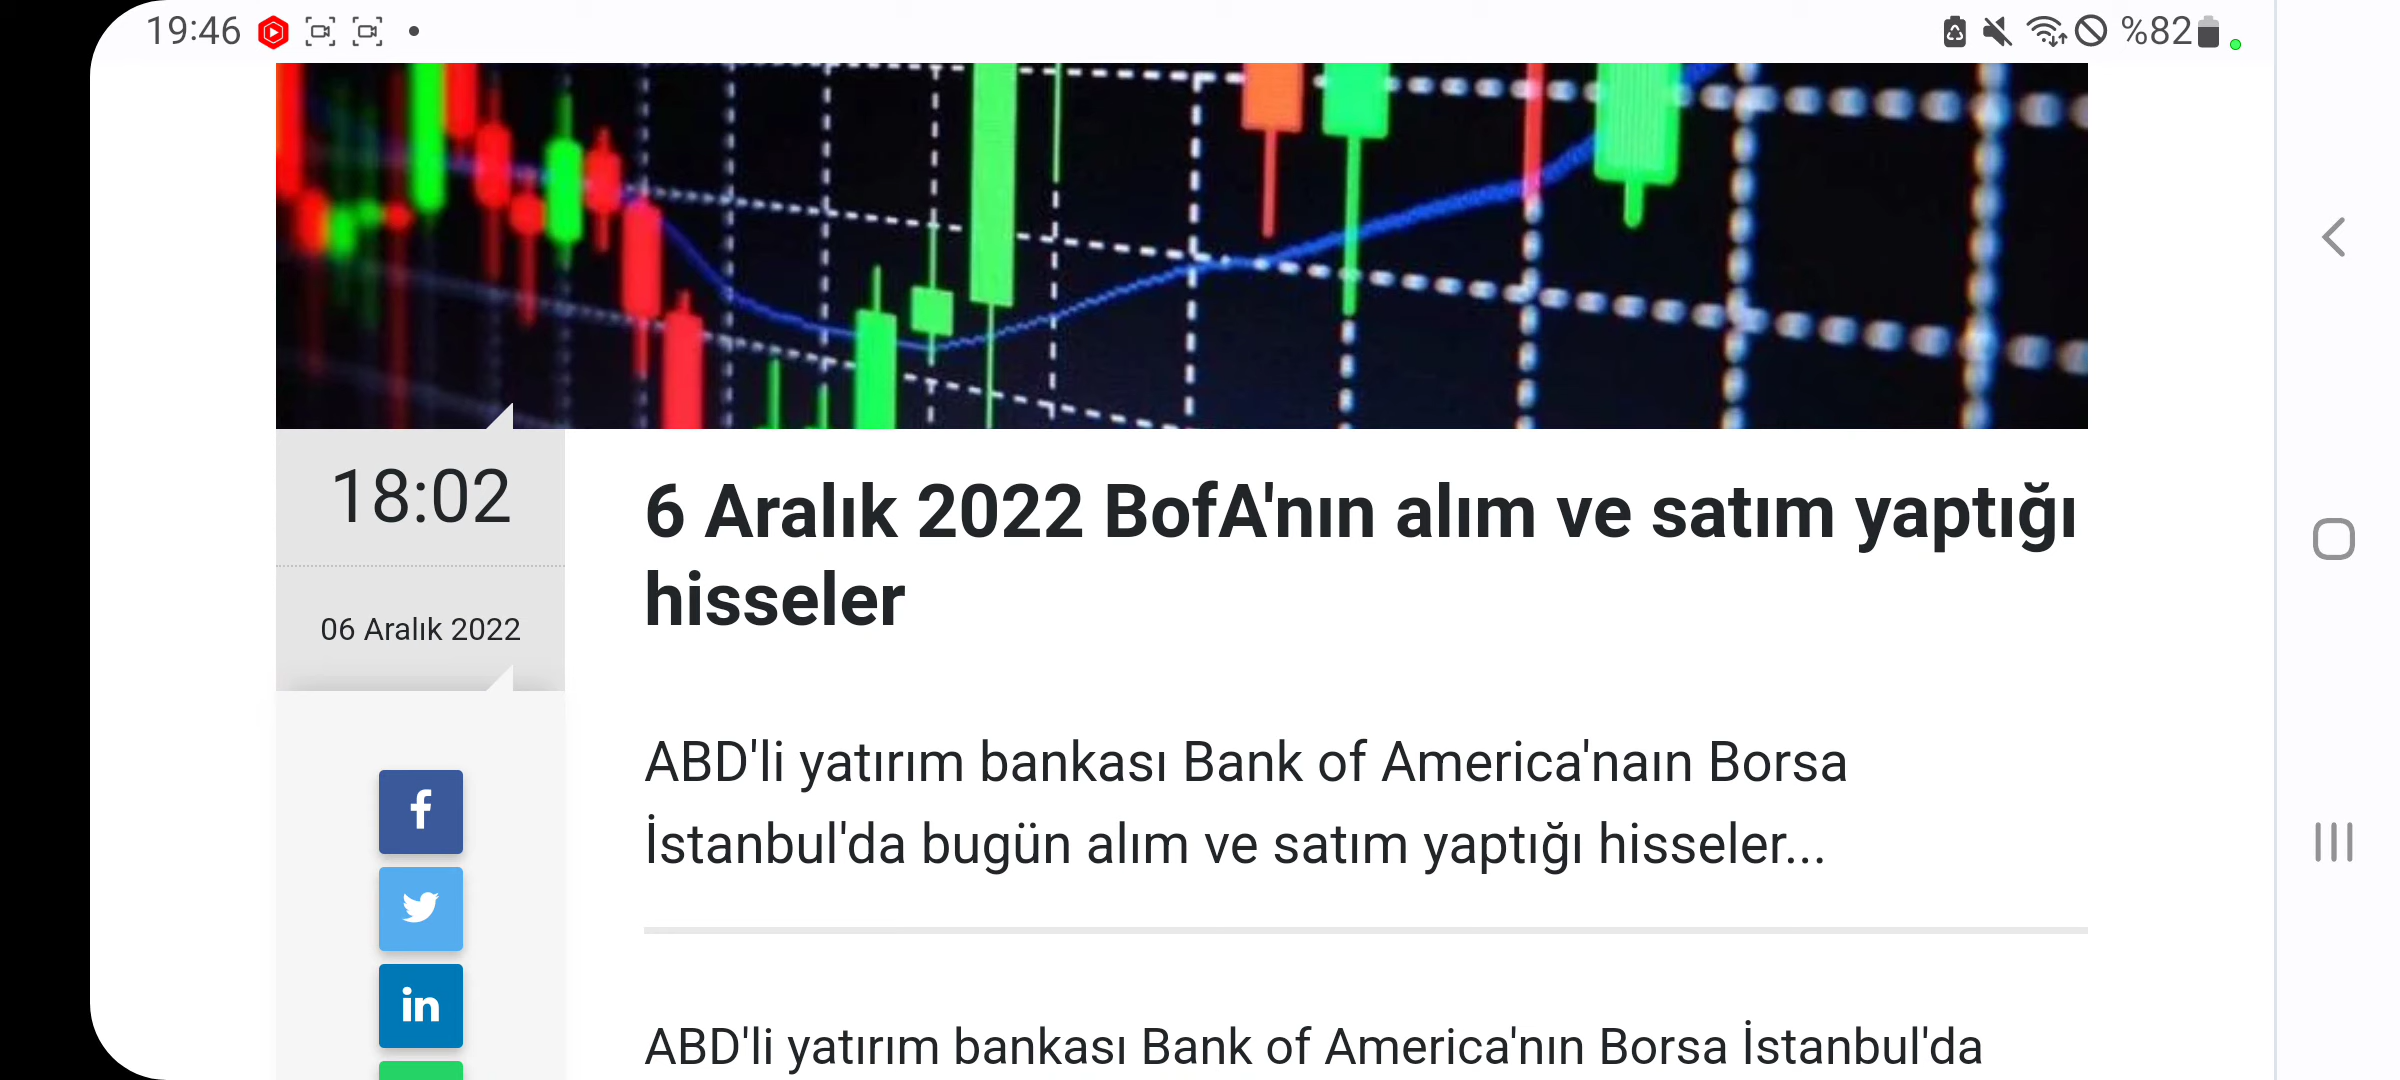 19:46
%82
18:02
06 Aralık 2022
6 Aralık 2022 BofA'nın alım ve satım yaptığı
hisseler
ABD'li yatırım bankası Bank of America'naın Borsa
İstanbul'da bugün alım ve satım yaptığı hisseler...
f
in
ABD'li yatırım bankası Bank of America'nın Borsa İstanbul'da